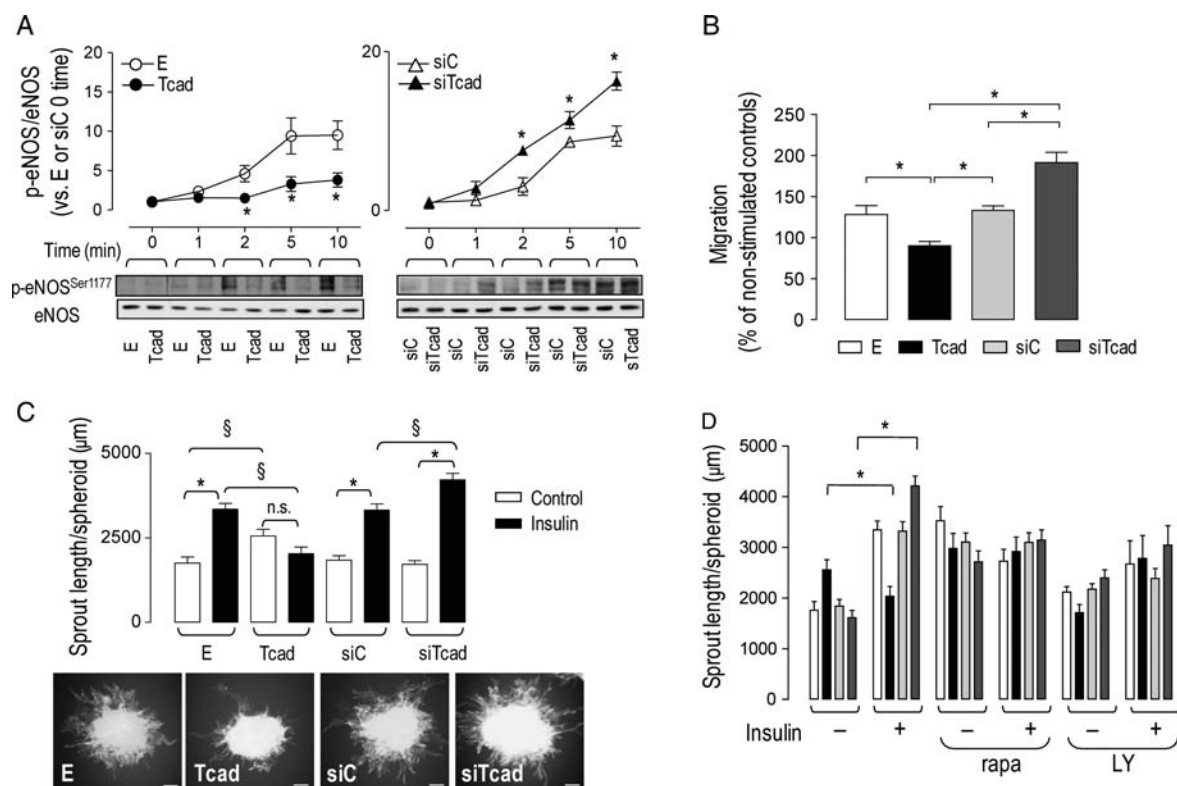 A
p-eNOS/eNOS
(vs. E or siC 0 time)
20
15
10
5
0
E
Tcad
*
*
*
0 1 2 5 10
20
0
siC
siTcad
*
*
*
0 1 2 5 10
Time (min)
p-eNOS Ser1177
eNOS
E Tcad E Tcad E Tcad E Tcad E Tcad
siC siTcad siC siTcad siC siTcad siC siTcad siC sTcad
B
Migration
(% of non-stimulated controls)
250
200
150
100
50
0
*
*
*
*
E Tcad siC siTcad
C
Sprout length/spheroid (µm)
5000
2500
0
§
§
§
*
n.s.
*
*
Control
Insulin
E Tcad siC siTcad
E Tcad siC siTcad
D
Sprout length/spheroid (µm)
5000
4000
3000
2000
1000
0
*
*
Insulin − + − + − +
rapa LY